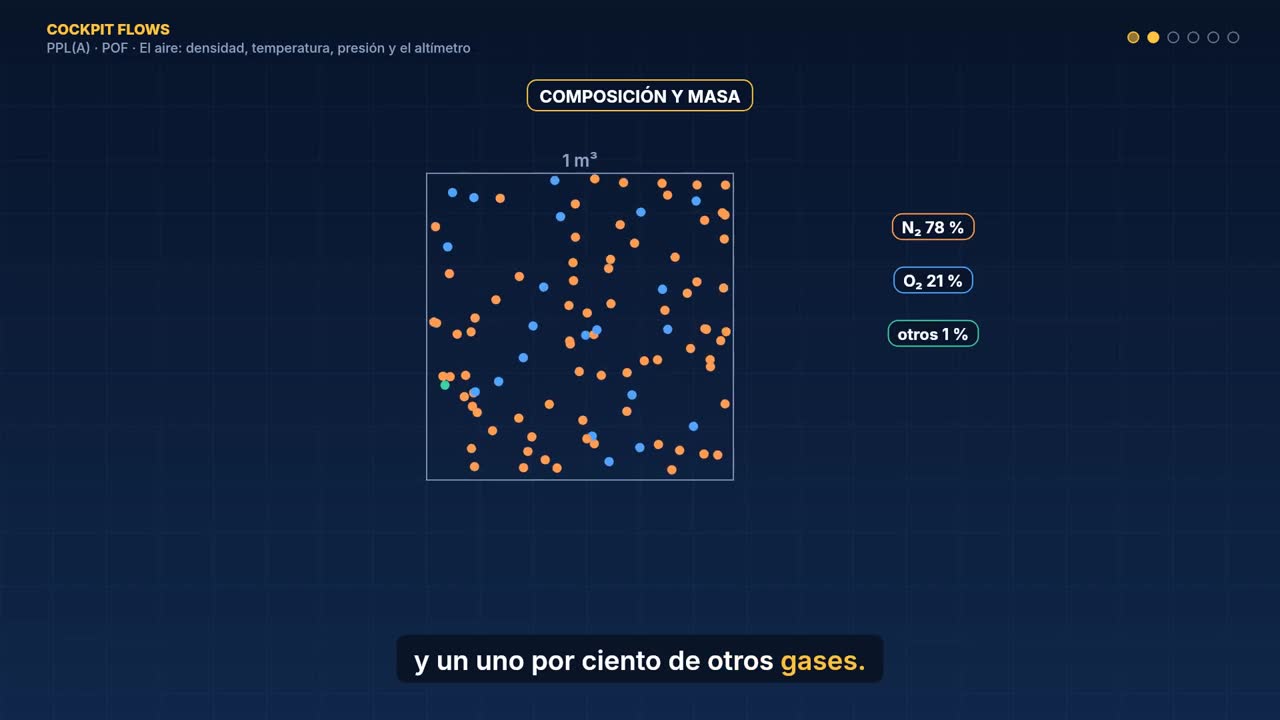 COCKPIT FLOWS
PPL(A) · POF · El aire: densidad, temperatura, presión y el altímetro
COMPOSICIÓN Y MASA
1 m³
N₂ 78 %
O₂ 21 %
otros 1 %
y un uno por ciento de otros gases.